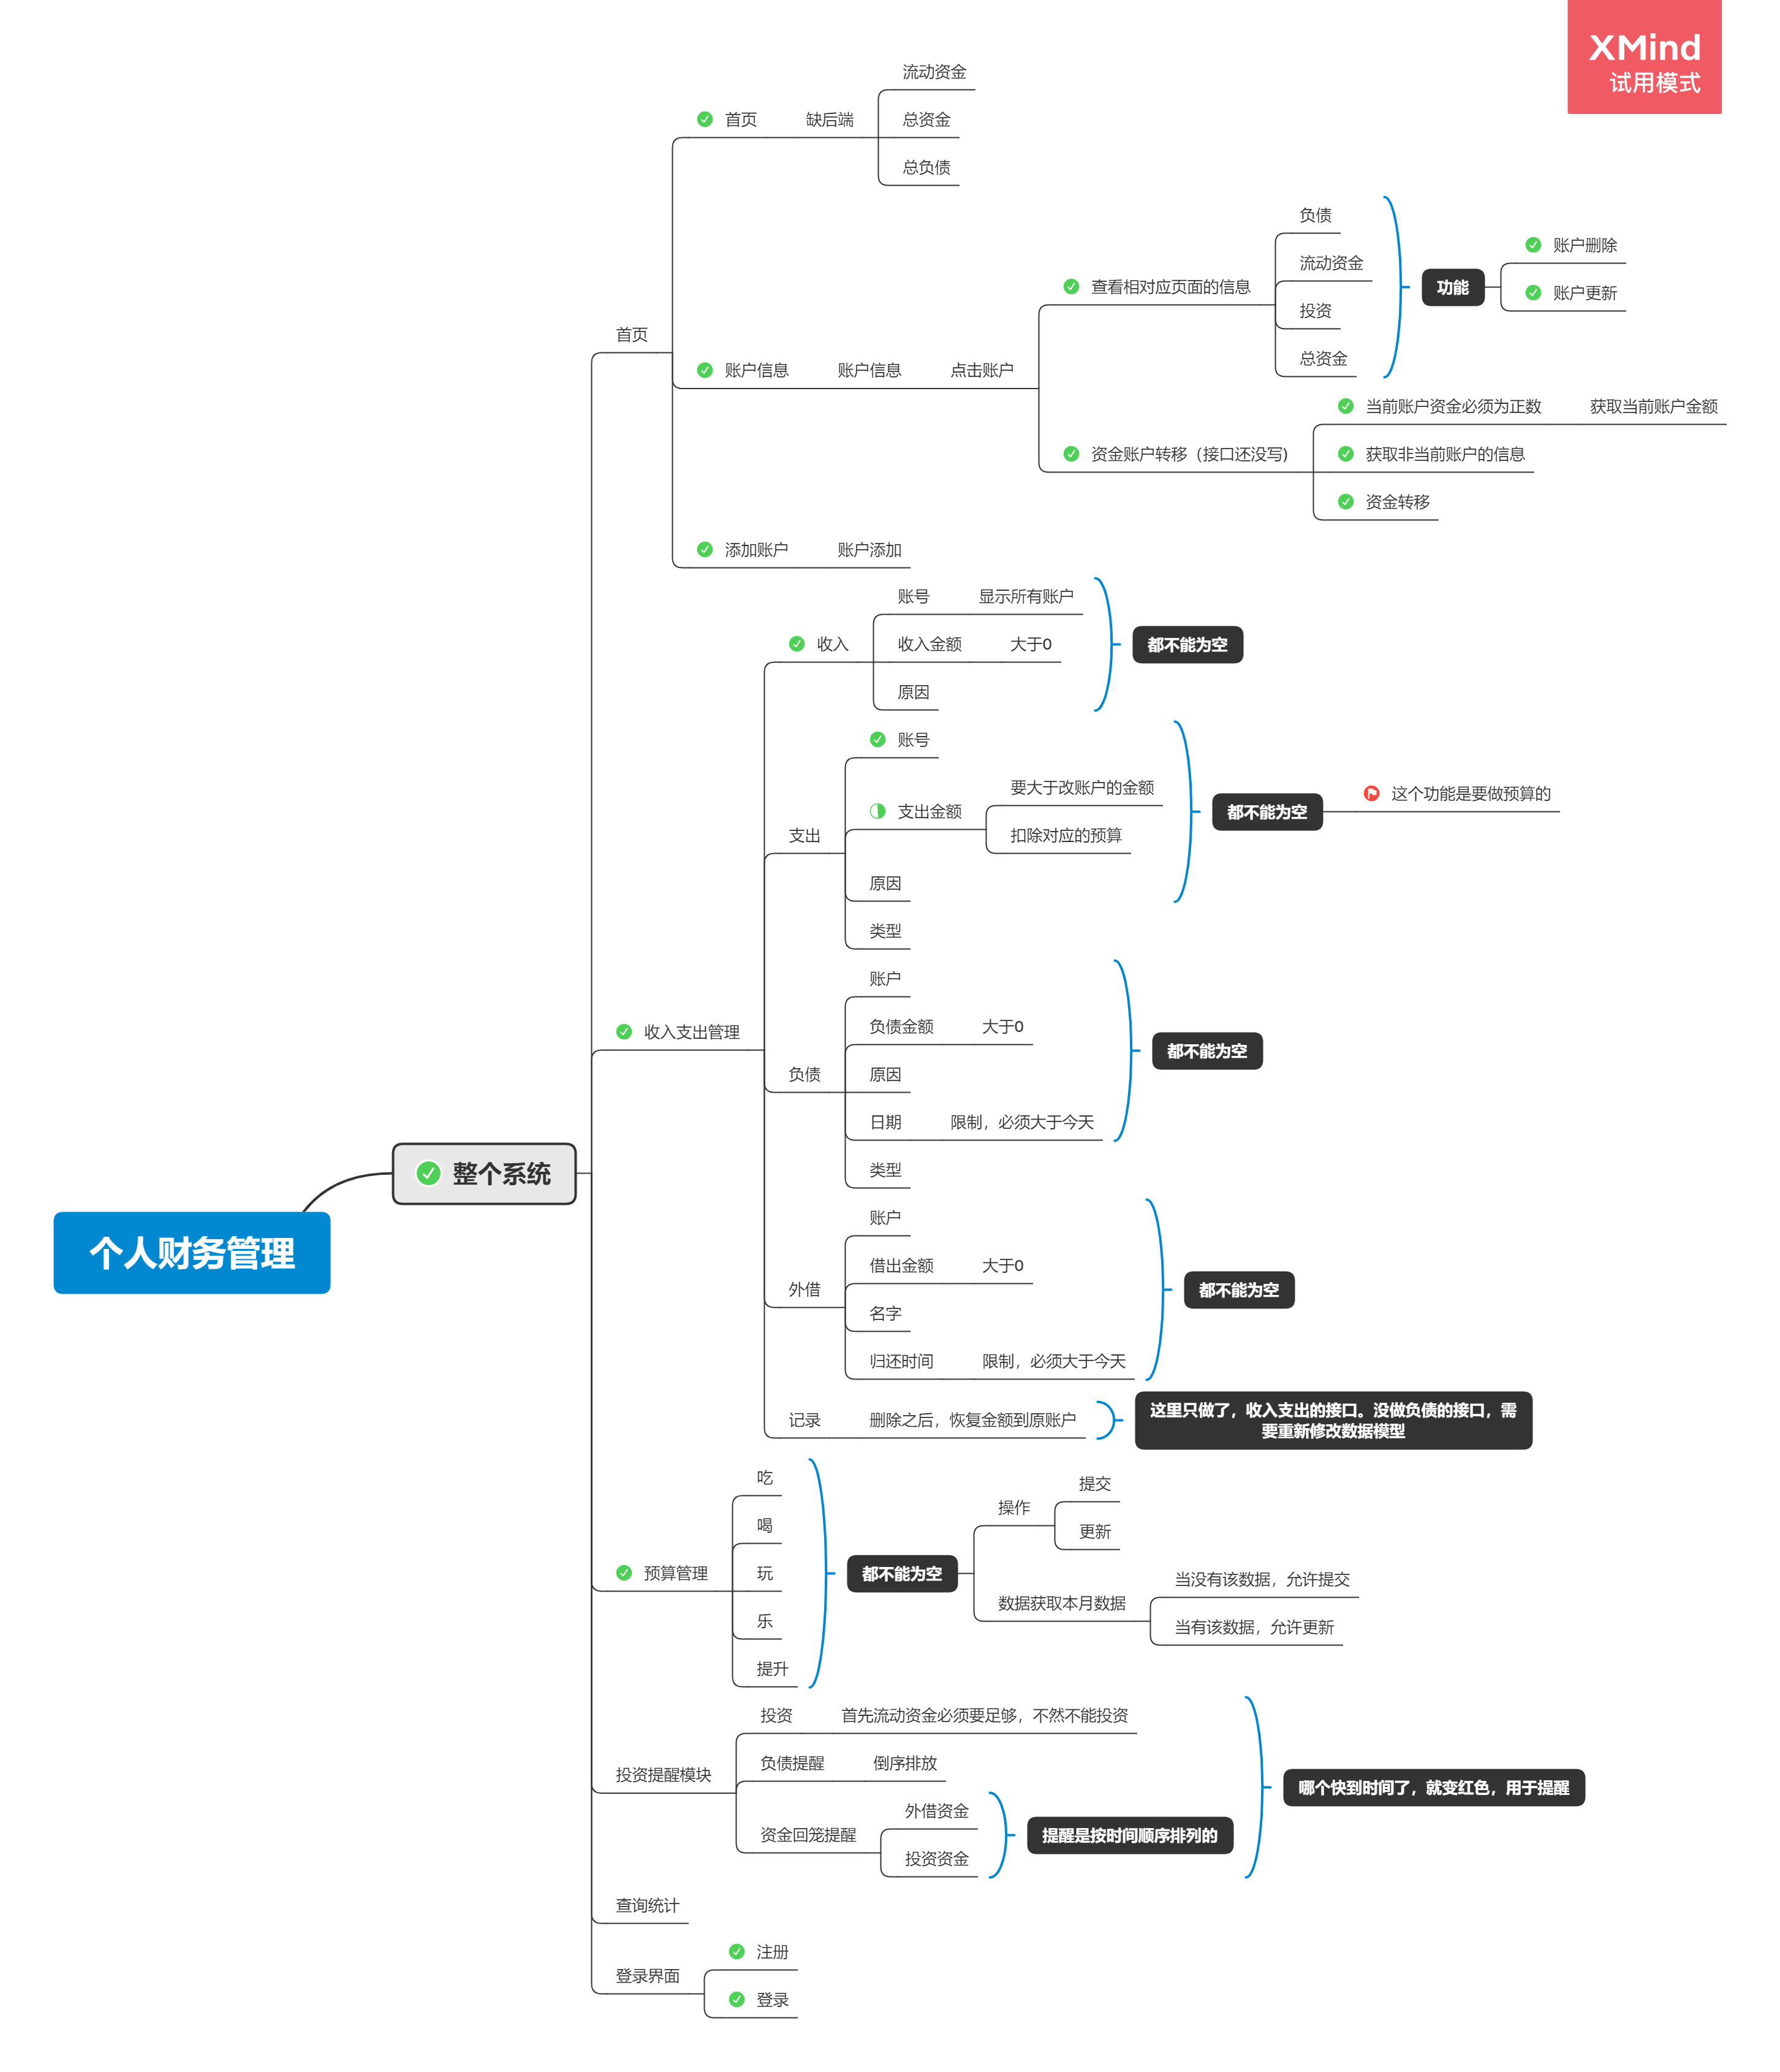 XMind
试用模式
流动资金
首页
缺后端
总资金
总负债
负债
账户删除
流动资金
查看相对应页面的信息
功能
账户更新
投资
首页
总资金
账户信息
账户信息
点击账户
当前账户资金必须为正数
获取当前账户金额
资金账户转移（接口还没写)
获取非当前账户的信息
资金转移
添加账户
账户添加
账号
显示所有账户
收入
收入金额
大于0
都不能为空
原因
账号
要大于改账户的金额
支出金额
都不能为空
这个功能是要做预算的
支出
扣除对应的预算
原因
类型
账户
收入支出管理
负债金额
大于0
都不能为空
负债
原因
日期
限制，必须大于今天
整个系统
类型
账户
个人财务管理
借出金额
大于0
外借
都不能为空
名字
归还时间
限制，必须大于今天
记录
删除之后，恢复金额到原账户
这里只做了，收入支出的接口。没做负债的接口，需
要重新修改数据模型
吃
提交
操作
喝
更新
预算管理
玩
都不能为空
当没有该数据，允许提交
数据获取本月数据
乐
当有该数据，允许更新
提升
投资
首先流动资金必须要足够，不然不能投资
负债提醒
倒序排放
投资提醒模块
哪个快到时间了，就变红色，用于提醒
外借资金
资金回笼提醒
提醒是按时间顺序排列的
投资资金
查询统计
注册
登录界面
登录